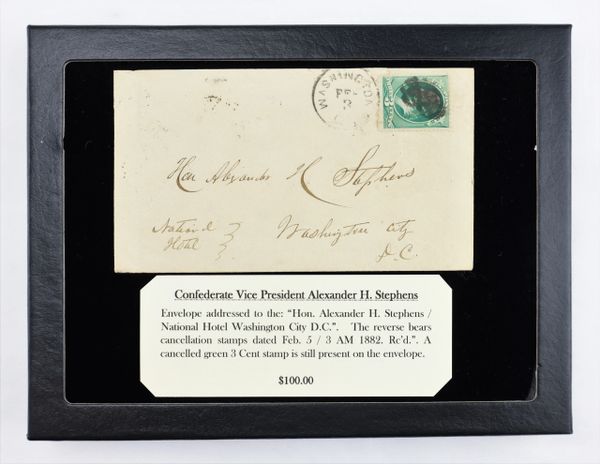 WASHINGTON
FE
Hon Alexander H Stephens
National
Hotel
Washington City
D.C.
Confederate Vice President Alexander H. Stephens
Envelope addressed to the: “Hon. Alexander H. Stephens /
National Hotel Washington City D.C.”. The reverse bears
cancellation stamps dated Feb. 5 / 3 AM 1882. Rc’d.”. A
cancelled green 3 Cent stamp is still present on the envelope.
$100.00